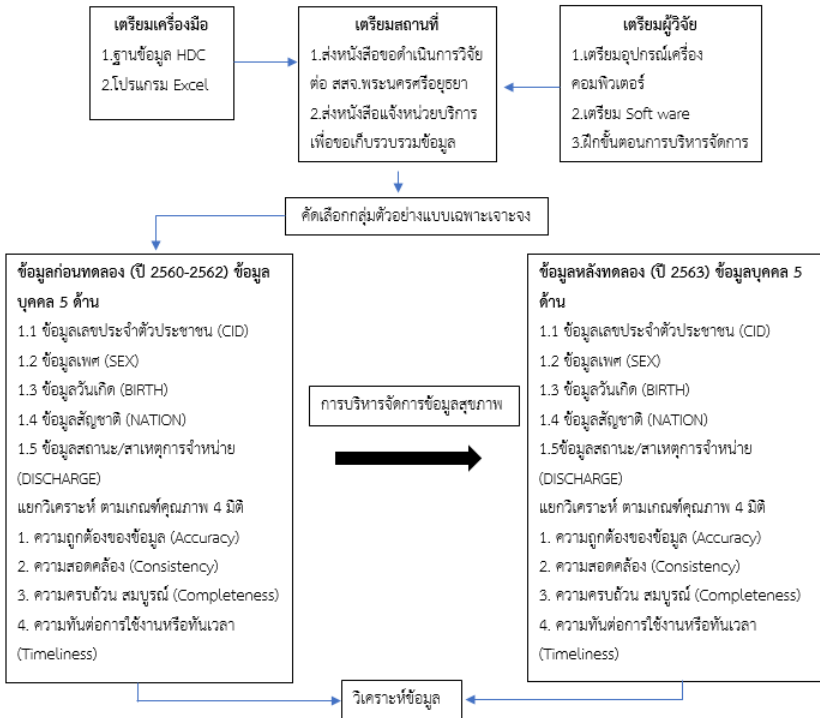 เตรียมเครื่องมือ
1.ฐานข้อมูล HDC
2.โปรแกรม Excel
เตรียมสถานที่
1.ส่งหนังสือขอดำเนินการวิจัย
ต่อ สสจ.พระนครศรีอยุธยา
2.ส่งหนังสือแจ้งหน่วยบริการ
เพื่อขอเก็บรวบรวมข้อมูล
เตรียมผู้วิจัย
1.เตรียมอุปกรณ์เครื่อง
คอมพิวเตอร์
2.เตรียม Soft ware
3.ฝึกขั้นตอนการบริหารจัดการ
คัดเลือกกลุ่มตัวอย่างแบบเฉพาะเจาะจง
ข้อมูลก่อนทดลอง (ปี 2560-2562) ข้อมูล
บุคคล 5 ด้าน
1.1 ข้อมูลเลขประจำตัวประชาชน (CID)
1.2 ข้อมูลเพศ (SEX)
1.3 ข้อมูลวันเกิด (BIRTH)
1.4 ข้อมูลสัญชาติ (NATION)
1.5 ข้อมูลสถานะ/สาเหตุการจำหน่าย
(DISCHARGE)
แยกวิเคราะห์ ตามเกณฑ์คุณภาพ 4 มิติ
1. ความถูกต้องของข้อมูล (Accuracy)
2. ความสอดคล้อง (Consistency)
3. ความครบถ้วน สมบูรณ์ (Completeness)
4. ความทันต่อการใช้งานหรือทันเวลา
(Timeliness)
การบริหารจัดการข้อมูลสุขภาพ
ข้อมูลหลังทดลอง (ปี 2563) ข้อมูลบุคคล 5
ด้าน
1.1 ข้อมูลเลขประจำตัวประชาชน (CID)
1.2 ข้อมูลเพศ (SEX)
1.3 ข้อมูลวันเกิด (BIRTH)
1.4 ข้อมูลสัญชาติ (NATION)
1.5ข้อมูลสถานะ/สาเหตุการจำหน่าย
(DISCHARGE)
แยกวิเคราะห์ ตามเกณฑ์คุณภาพ 4 มิติ
1. ความถูกต้องของข้อมูล (Accuracy)
2. ความสอดคล้อง (Consistency)
3. ความครบถ้วน สมบูรณ์ (Completeness)
4. ความทันต่อการใช้งานหรือทันเวลา
(Timeliness)
วิเคราะห์ข้อมูล